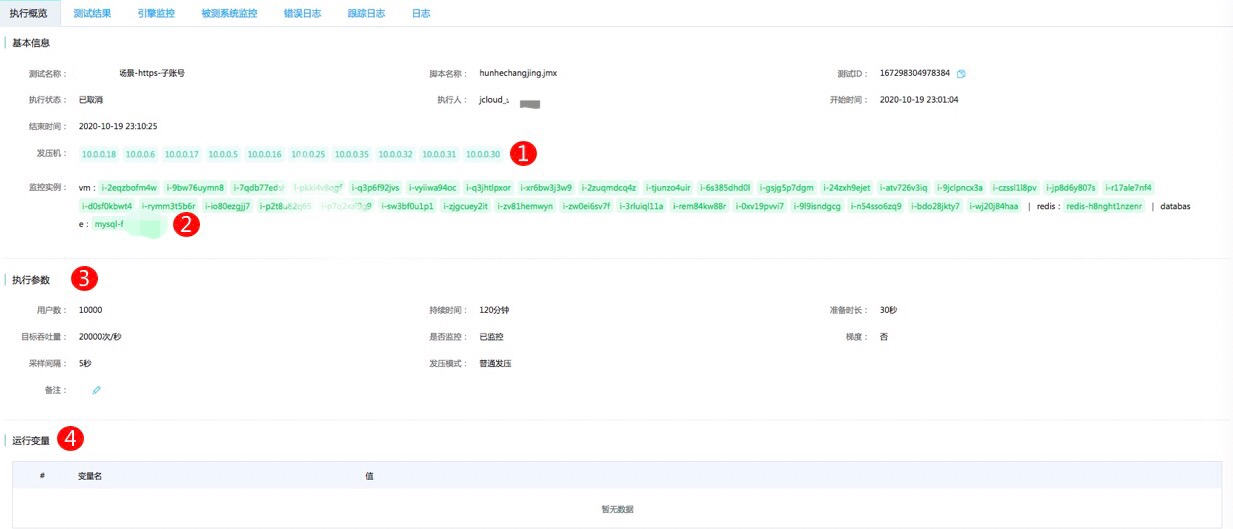 执行概览 测试结果 引擎监控 被测系统监控 错误日志 跟踪日志 日志
基本信息
测试名称： 场景-https-子账号 脚本名称： hunhechangjing.jmx 测试ID： 167298304978384
执行状态： 已取消 执行人： jcloud_ 开始时间： 2020-10-19 23:01:04
结束时间： 2020-10-19 23:10:25
发压机： 10.0.0.18 10.0.0.6 10.0.0.17 10.0.0.5 10.0.0.16 10.0.0.25 10.0.0.35 10.0.0.32 10.0.0.31 10.0.0.30 1
监控实例： vm： i-2eqzbofm4w i-9bw76uymn8 i-q3p6f92jvs i-vyiiwa94oc i-q3jhtlpxor i-xr6bw3j3w9 i-2zuqmdcq4z i-tjunzo4uir i-6s385dhd0l i-gsjg5p7dgm i-24zxh9ejet i-atv726v3iq i-9jclpncx3a i-czssl1l8pv i-jp8d6y807s i-r17ale7nf4
i-d0sf0kbwt4 i-rymm3t5b6r i-io80ezgjj7 i-sw3bf0u1p1 i-zjgcuey2it i-zv81hemwyn i-zw0ei6sv7f i-3rluiql11a i-rem84kw88r i-0xv19pvvi7 i-9l9isndgcg i-n54sso6zq9 i-bdo28jkty7 i-wj20j84haa | redis： redis-h8nght1nzenr | databas
e： mysql-f 2
执行参数 3
用户数： 10000 持续时间： 120分钟 准备时长： 30秒
目标吞吐量： 20000次/秒 是否监控： 已监控 梯度： 否
采样间隔： 5秒 发压模式： 普通发压
备注：
运行变量 4
# 变量名 值
暂无数据